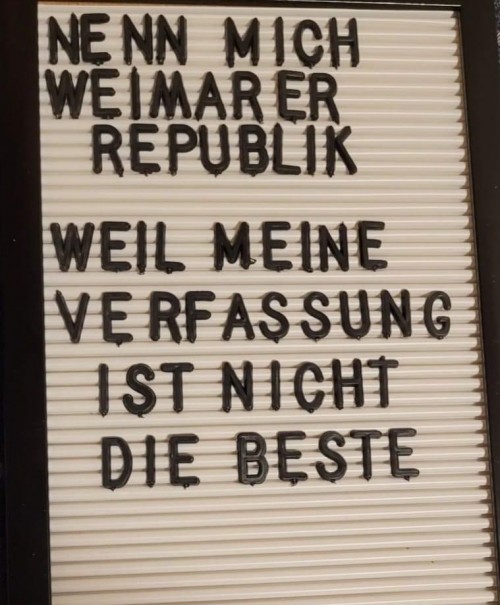 NENN MICH
WEIMARER
REPUBLIK
WEIL MEINE
VERFASSUNG
IST NICHT
DIE BESTE